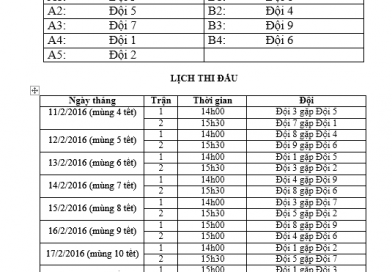 A2: Đội 5 B2: Đội 4
A3: Đội 7 B3: Đội 9
A4: Đội 1 B4: Đội 6
A5: Đội 2
LỊCH THI ĐẤU
Ngày tháng Trận Thời gian Đội
11/2/2016 (mùng 4 tết) 1 14h00 Đội 3 gặp Đội 5
2 15h30 Đội 7 gặp Đội 1
12/2/2016 (mùng 5 tết) 1 14h00 Đội 8 gặp Đội 4
2 15h30 Đội 9 gặp Đội 6
13/2/2016 (mùng 6 tết) 1 14h00 Đội 1 gặp Đội 5
2 15h30 Đội 3 gặp Đội 2
14/2/2016 (mùng 7 tết) 1 14h00 Đội 4 gặp Đội 9
2 15h30 Đội 8 gặp Đội 6
15/2/2016 (mùng 8 tết) 1 14h00 Đội 3 gặp Đội 7
2 15h30 Đội 5 gặp Đội 2
16/2/2016 (mùng 9 tết) 1 15h00 Đội 8 gặp Đội 9
2 15h30 Đội 4 gặp Đội 6
17/2/2016 (mùng 10 tết) 1 14h00 Đội 1 gặp Đội 2
2 15h30 Đội 5 gặp Đội 7
1 15h00 Đội 1 gặp Đội 3